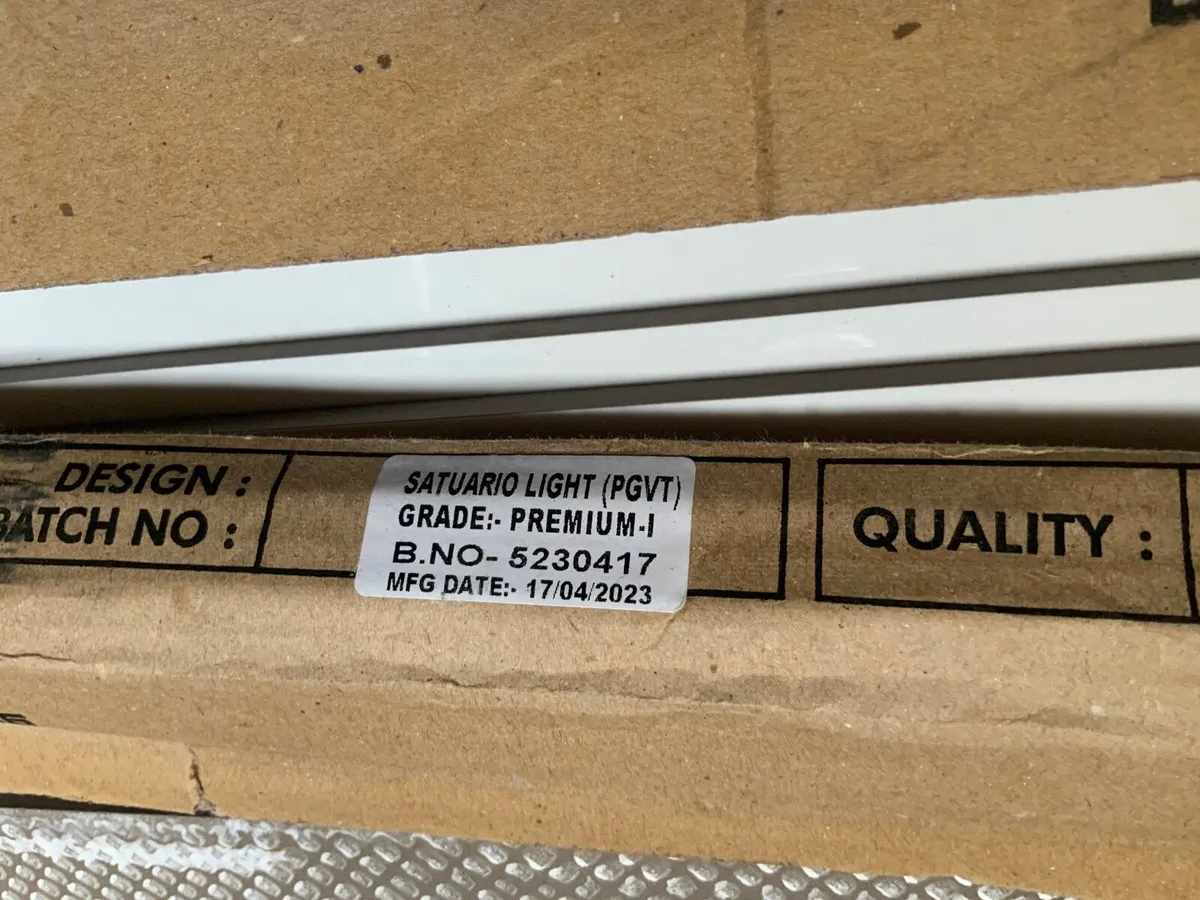 DESIGN :
BATCH NO :
SATUARIO LIGHT (PGVT)
GRADE:- PREMIUM-I
B.NO- 5230417
MFG DATE:- 17/04/2023
QUALITY :